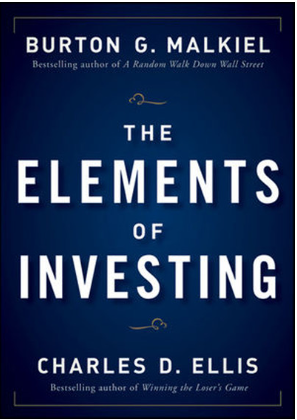 BURTON G. MALKIEL
Bestselling author of A Random Walk Down Wall Street
THE
ELEMENTS
OF
INVESTING
CHARLES D. ELLIS
Bestselling author of Winning the Loser's Game